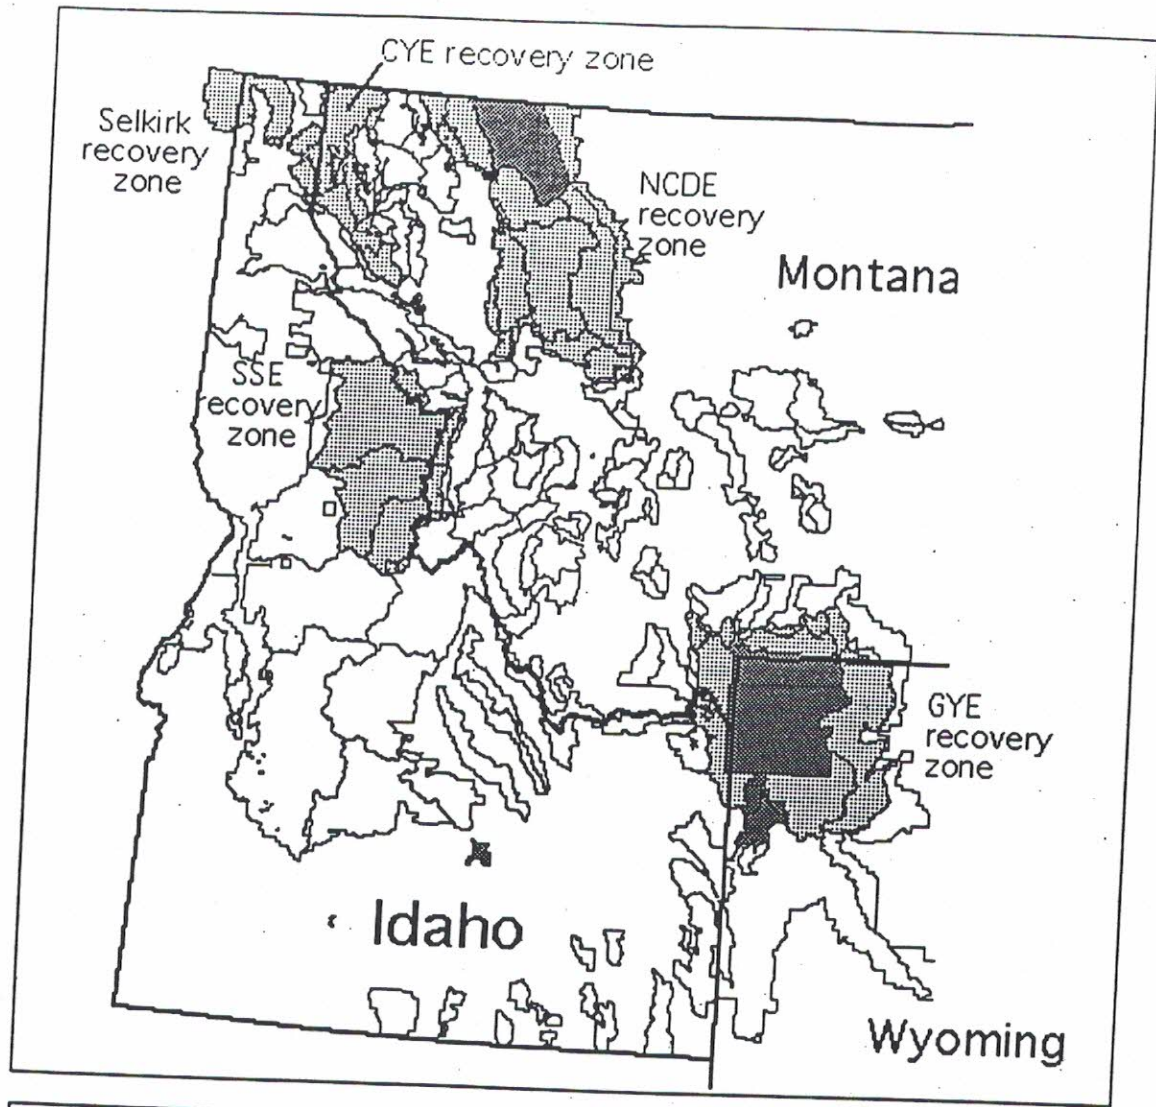 CYE recovery zone
Selkirk
recovery
zone
NCDE
recovery
zone
Montana
SSE
recovery
zone
GYE
recovery
zone
Idaho
Wyoming